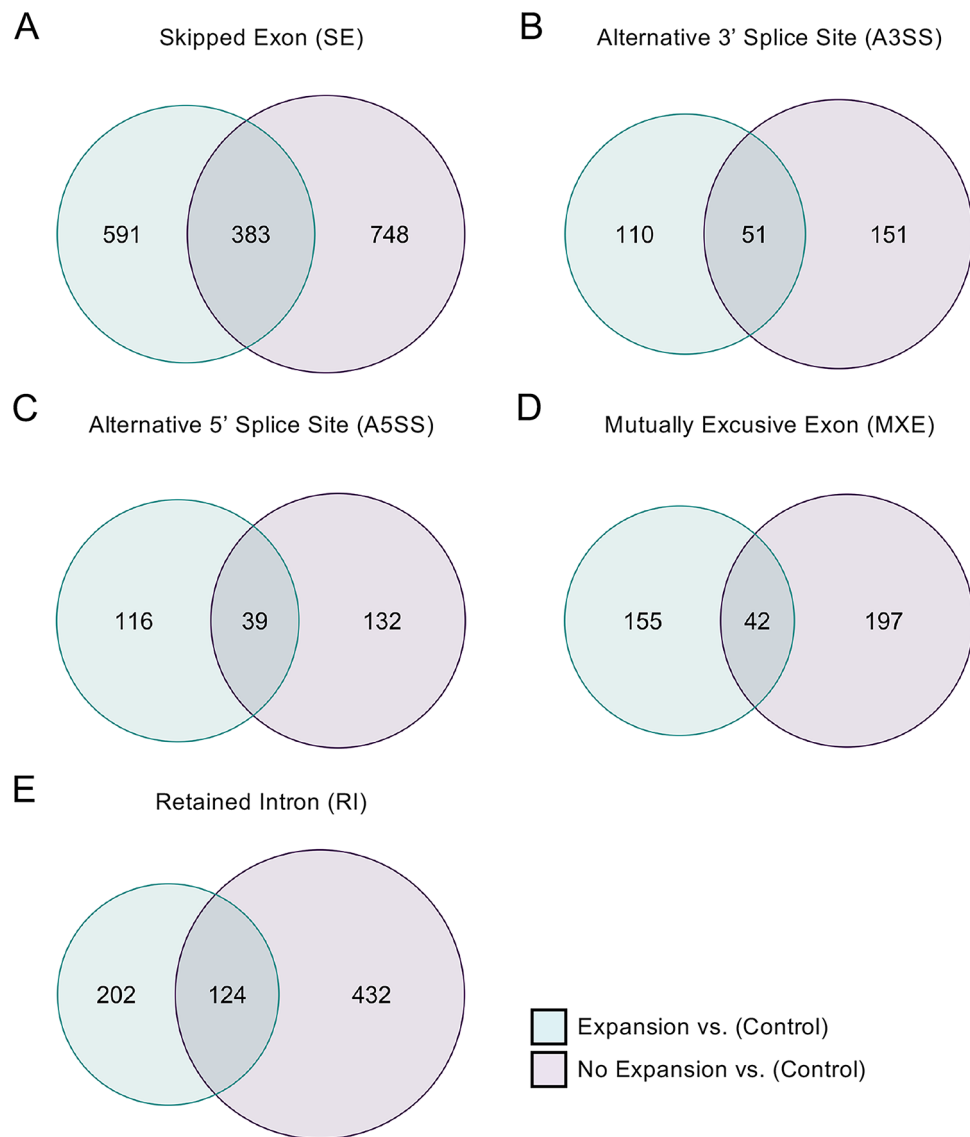 A
Skipped Exon (SE)
591
383
748
B
Alternative 3’ Splice Site (A3SS)
110
51
151
C
Alternative 5’ Splice Site (A5SS)
116
39
132
D
Mutually Excusive Exon (MXE)
155
42
197
E
Retained Intron (RI)
202
124
432
Expansion vs. (Control)
No Expansion vs. (Control)